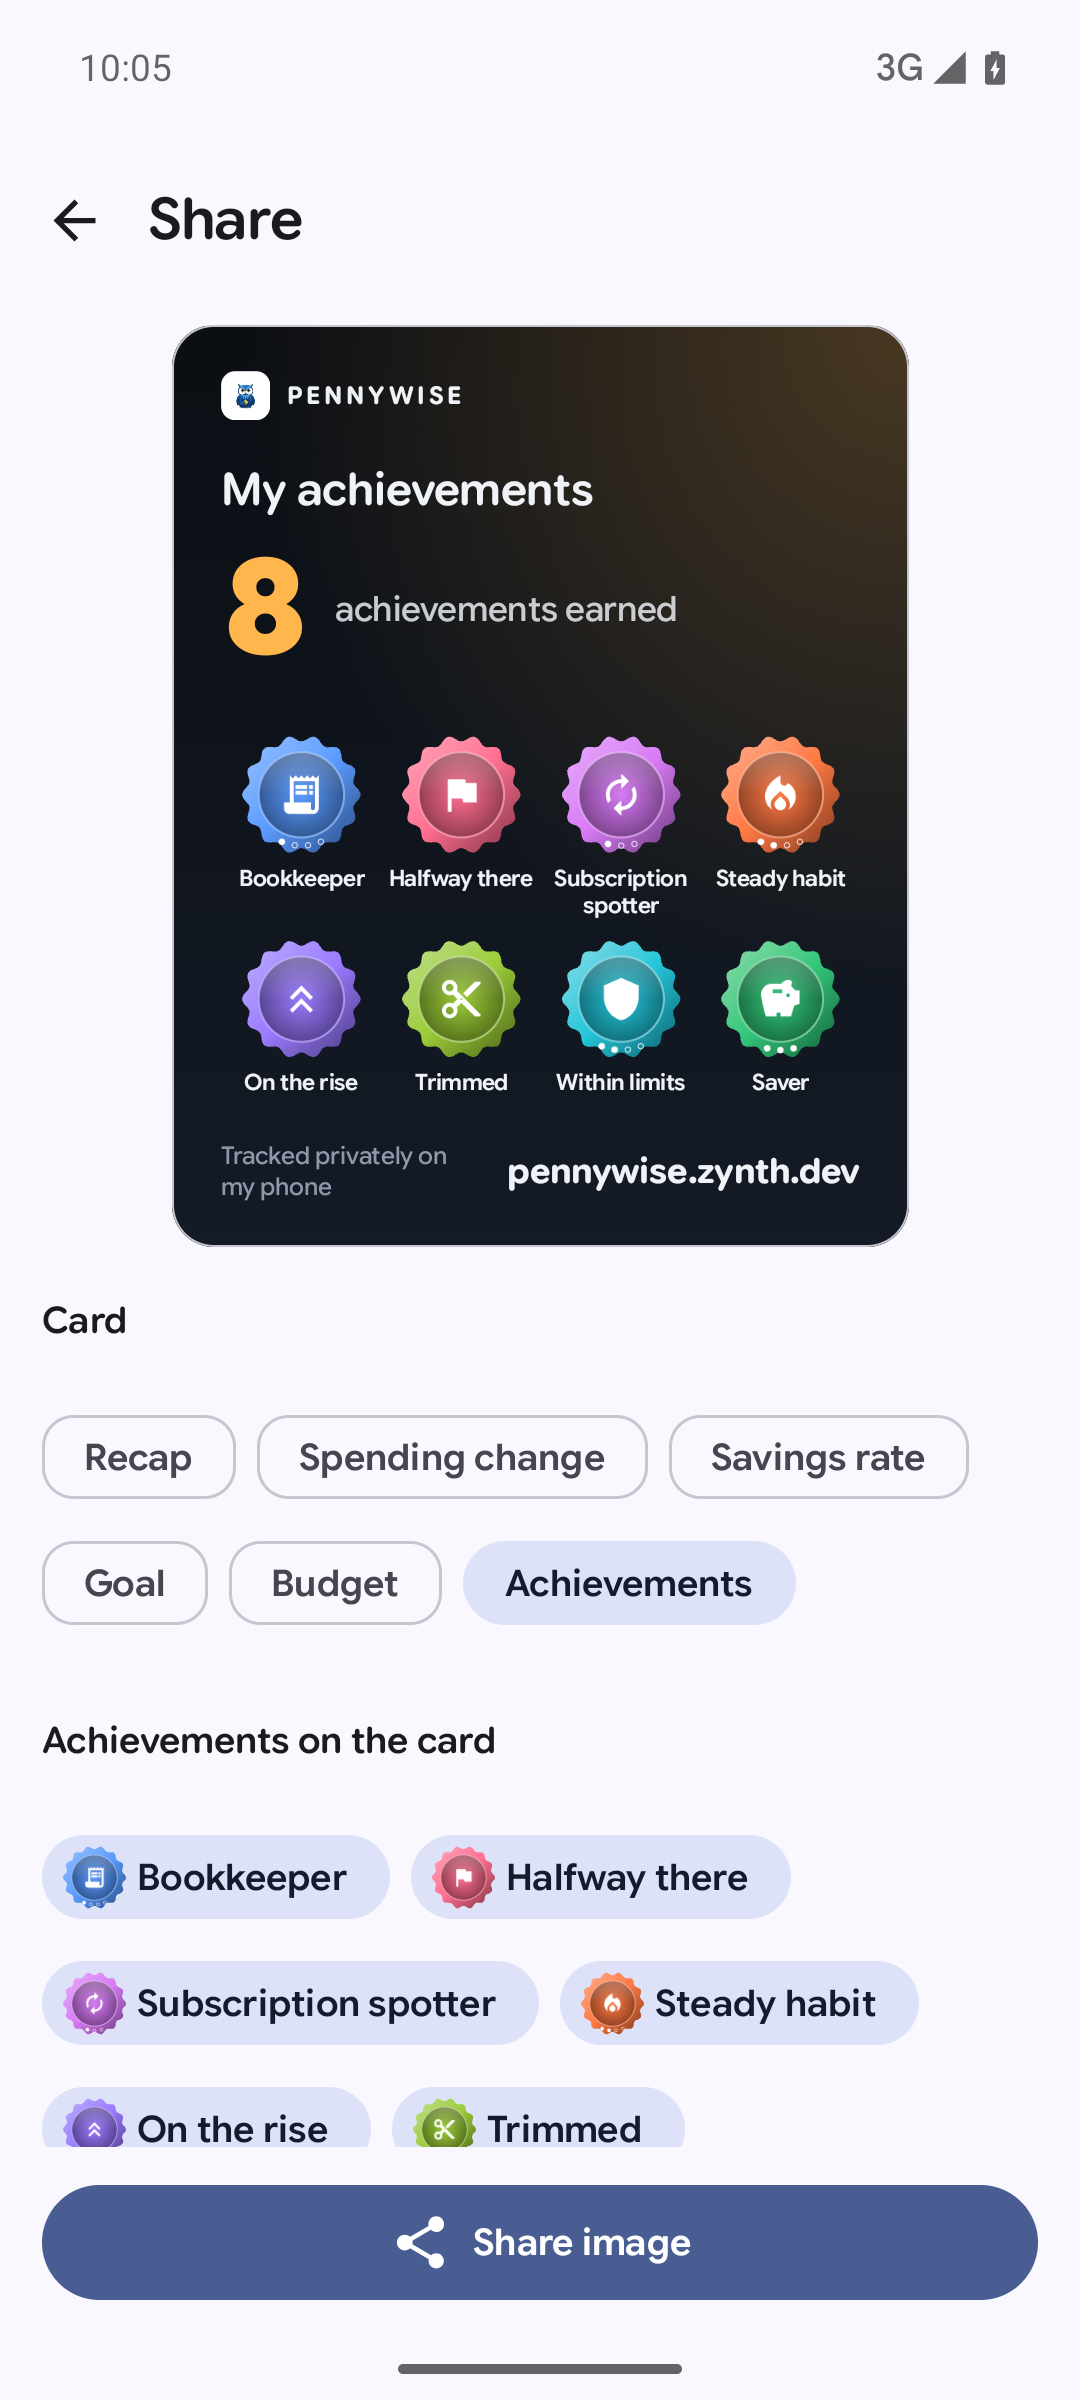 10:05
3G
Share
PENNYWISE
My achievements
8 achievements earned
Bookkeeper
Halfway there
Subscription
spotter
Steady habit
On the rise
Trimmed
Within limits
Saver
Tracked privately on
my phone
pennywise.zynth.dev
Card
Recap
Spending change
Savings rate
Goal
Budget
Achievements
Achievements on the card
Bookkeeper
Halfway there
Subscription spotter
Steady habit
On the rise
Trimmed
Share image